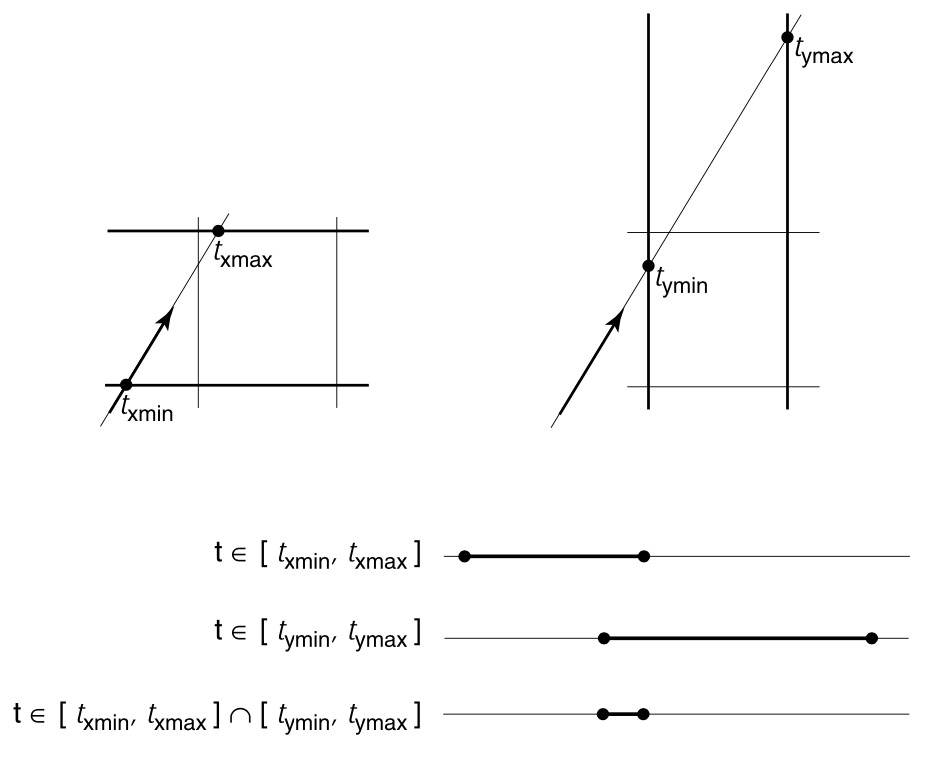 t_ymax
t_xmax
t_ymin
t_xmin
t ∈ [ t_xmin, t_xmax ]
t ∈ [ t_ymin, t_ymax ]
t ∈ [ t_xmin, t_xmax ] ∩ [ t_ymin, t_ymax ]